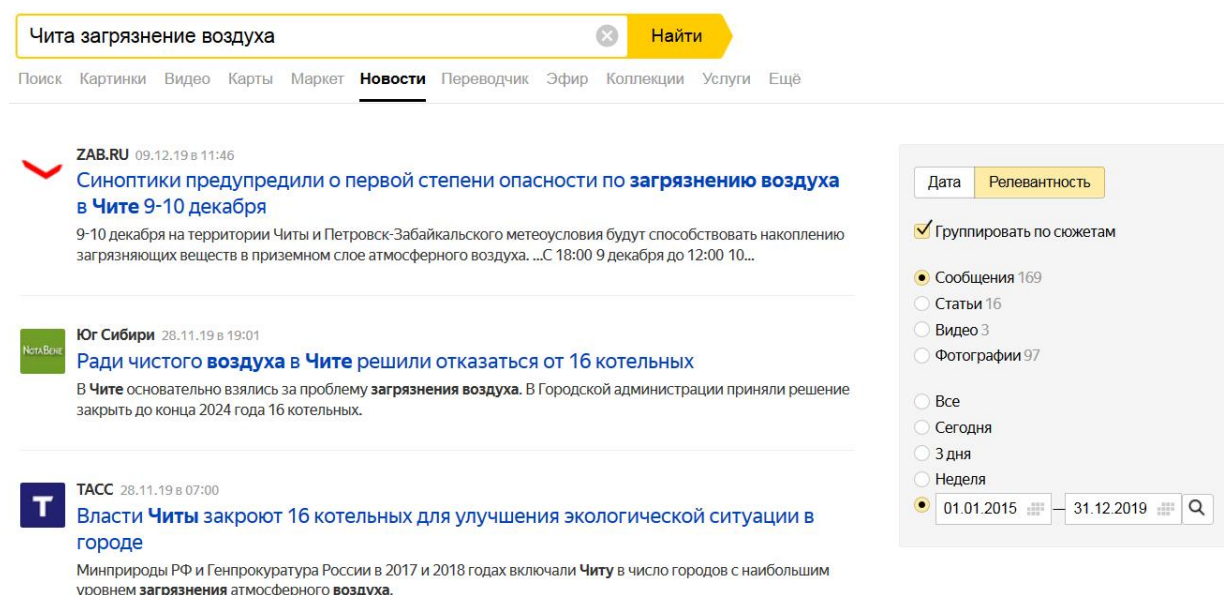 Чита загрязнение воздуха
Найти
Поиск Картинки Видео Карты Маркет Новости Переводчик Эфир Коллекции Услуги Ещё
ZAB.RU 09.12.19 в 11:46
Синоптики предупредили о первой степени опасности по загрязнению воздуха
в Чите 9-10 декабря
9-10 декабря на территории Читы и Петровск-Забайкальского метеоусловия будут способствовать накоплению
загрязняющих веществ в приземном слое атмосферного воздуха. ...С 18:00 9 декабря до 12:00 10...
NOTABENE
Юг Сибири 28.11.19 в 19:01
Ради чистого воздуха в Чите решили отказаться от 16 котельных
В Чите основательно взялись за проблему загрязнения воздуха. В Городской администрации приняли решение
закрыть до конца 2024 года 16 котельных.
Т
ТАСС 28.11.19 в 07:00
Власти Читы закроют 16 котельных для улучшения экологической ситуации в
городе
Минприроды РФ и Генпрокуратура России в 2017 и 2018 годах включали Читу в число городов с наибольшим
уровнем загрязнения атмосферного воздуха.
Дата Релевантность
Группировать по сюжетам
Сообщения 169
Статьи 16
Видео 3
Фотографии 97
Все
Сегодня
3 дня
Неделя
01.01.2015 — 31.12.2019